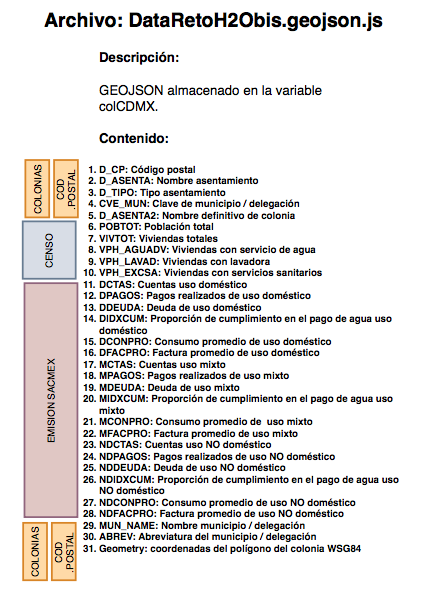 Archivo: DataRetoH2Obis.geojson.js
Descripción:
GEOJSON almacenado en la variable
colCDMX.
Contenido:
COLONIAS
COD
.POSTAL
1. D_CP: Código postal
2. D_ASENTA: Nombre asentamiento
3. D_TIPO: Tipo asentamiento
4. CVE_MUN: Clave de municipio / delegación
5. D_ASENTA2: Nombre definitivo de colonia
CENSO
6. POBTOT: Población total
7. VIVTOT: Viviendas totales
8. VPH_AGUADV: Viviendas con servicio de agua
9. VPH_LAVAD: Viviendas con lavadora
10. VPH_EXCSA: Viviendas con servicios sanitarios
EMISION SACMEX
11. DCTAS: Cuentas uso doméstico
12. DPAGOS: Pagos realizados de uso doméstico
13. DDEUDA: Deuda de uso doméstico
14. DIDXCUM: Proporción de cumplimiento en el pago de agua uso
doméstico
15. DCONPRO: Consumo promedio de uso doméstico
16. DFACPRO: Factura promedio de uso doméstico
17. MCTAS: Cuentas uso mixto
18. MPAGOS: Pagos realizados de uso mixto
19. MDEUDA: Deuda de uso mixto
20. MIDXCUM: Proporción de cumplimiento en el pago de agua uso
mixto
21. MCONPRO: Consumo promedio de uso mixto
22. MFACPRO: Factura promedio de uso mixto
23. NDCTAS: Cuentas uso NO doméstico
24. NDPAGOS: Pagos realizados de uso NO doméstico
25. NDDEUDA: Deuda de uso NO doméstico
26. NDIDXCUM: Proporción de cumplimiento en el pago de agua
uso NO doméstico
27. NDCONPRO: Consumo promedio de uso NO doméstico
28. NDFACPRO: Factura promedio de uso NO doméstico
COLONIAS
COD
.POSTAL
29. MUN_NAME: Nombre municipio / delegación
30. ABREV: Abreviatura del municipio / delegación
31. Geometry: coordenadas del polígono del colonia WSG84